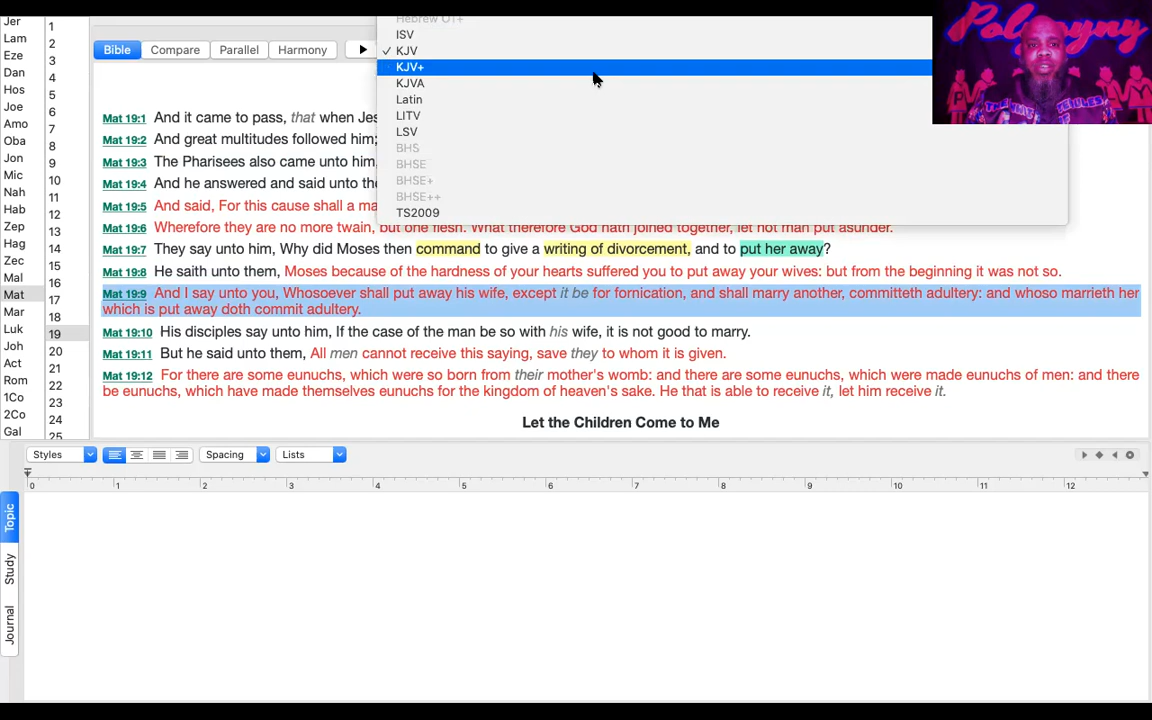 Hebrew OT+
ISV
✓ KJV
KJV+
KJVA
Latin
LITV
LSV
BHS
BHSE
BHSE+
BHSE++
TS2009
Polygyny
Bible Compare Parallel Harmony
Jer
Lam
Eze
Dan
Hos
Joe
Amo
Oba
Jon
Mic
Nah
Hab
Zep
Hag
Zec
Mal
Mat
Mar
Luk
Joh
Act
Rom
1Co
2Co
Gal
1
2
3
4
5
6
7
8
9
10
11
12
13
14
15
16
17
18
19
20
21
22
23
24
25
Mat 19:1 And it came to pass, that when Jes
Mat 19:2 And great multitudes followed him;
Mat 19:3 The Pharisees also came unto him,
Mat 19:4 And he answered and said unto the
Mat 19:5 And said, For this cause shall a ma
Mat 19:6 Wherefore they are no more twain, but one flesh. What therefore God hath joined together, let not man put asunder.
Mat 19:7 They say unto him, Why did Moses then command to give a writing of divorcement, and to put her away?
Mat 19:8 He saith unto them, Moses because of the hardness of your hearts suffered you to put away your wives: but from the beginning it was not so.
Mat 19:9 And I say unto you, Whosoever shall put away his wife, except it be for fornication, and shall marry another, committeth adultery: and whoso marrieth her
which is put away doth commit adultery.
Mat 19:10 His disciples say unto him, If the case of the man be so with his wife, it is not good to marry.
Mat 19:11 But he said unto them, All men cannot receive this saying, save they to whom it is given.
Mat 19:12 For there are some eunuchs, which were so born from their mother's womb: and there are some eunuchs, which were made eunuchs of men: and there
be eunuchs, which have made themselves eunuchs for the kingdom of heaven's sake. He that is able to receive it, let him receive it.
Let the Children Come to Me
Styles Spacing Lists
0 1 2 3 4 5 6 7 8 9 10 11 12
Topic
Study
Journal